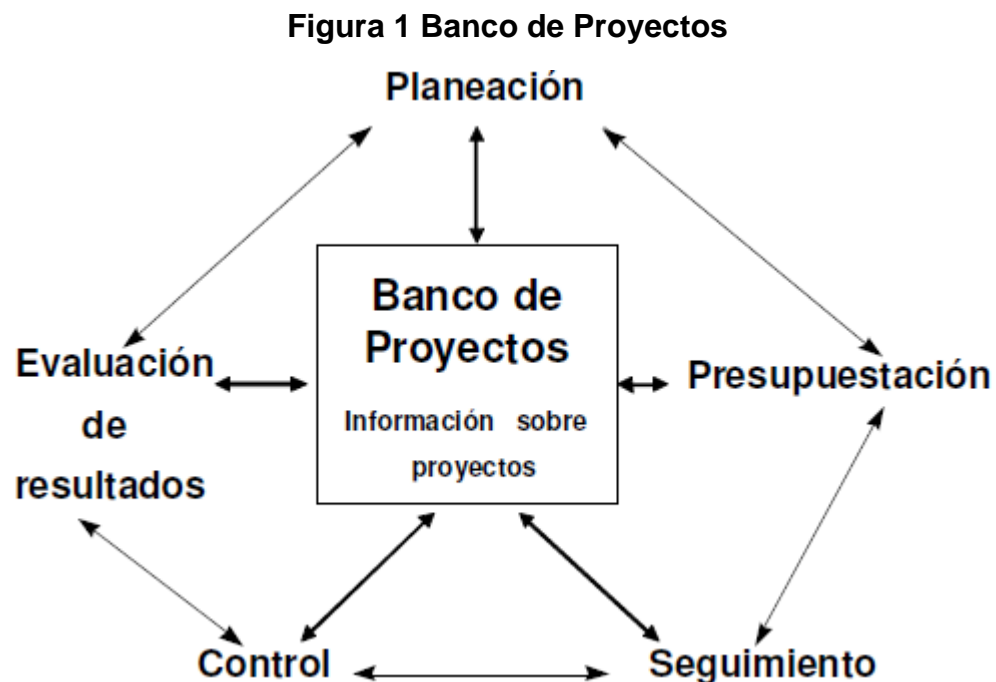 Figura 1 Banco de Proyectos
Planeación
Banco de
Proyectos
Información sobre
proyectos
Evaluación
de
resultados
Presupuestación
Control
Seguimiento